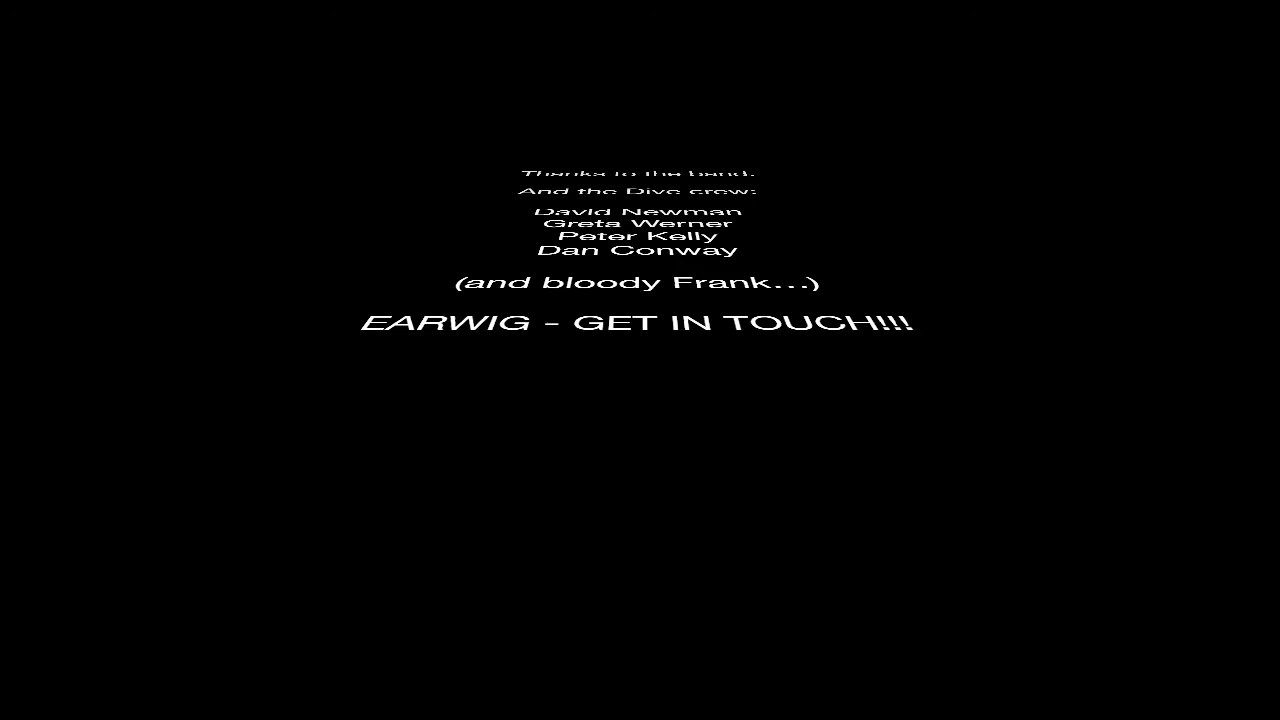 Thanks to the band.
And the Dive crew:
David Newman
Greta Werner
Peter Kelly
Dan Conway
(and bloody Frank...)
EARWIG - GET IN TOUCH!!!